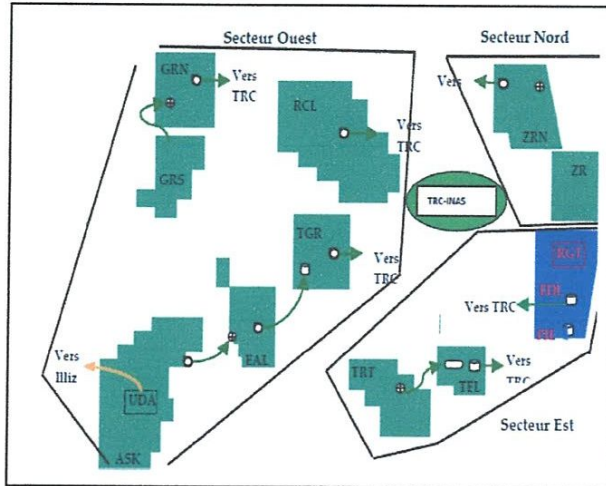 Secteur Ouest
Secteur Nord
GRN
Vers
TRC
RCL
Vers
TRC
Vers
ZRN
GRS
ZR
TRC-INAS
TGR
Vers
TRC
RGT
Vers TRC
EAL
Vers
Illiz
TRT
TFL
Vers
TRC
UDA
Secteur Est
ASK